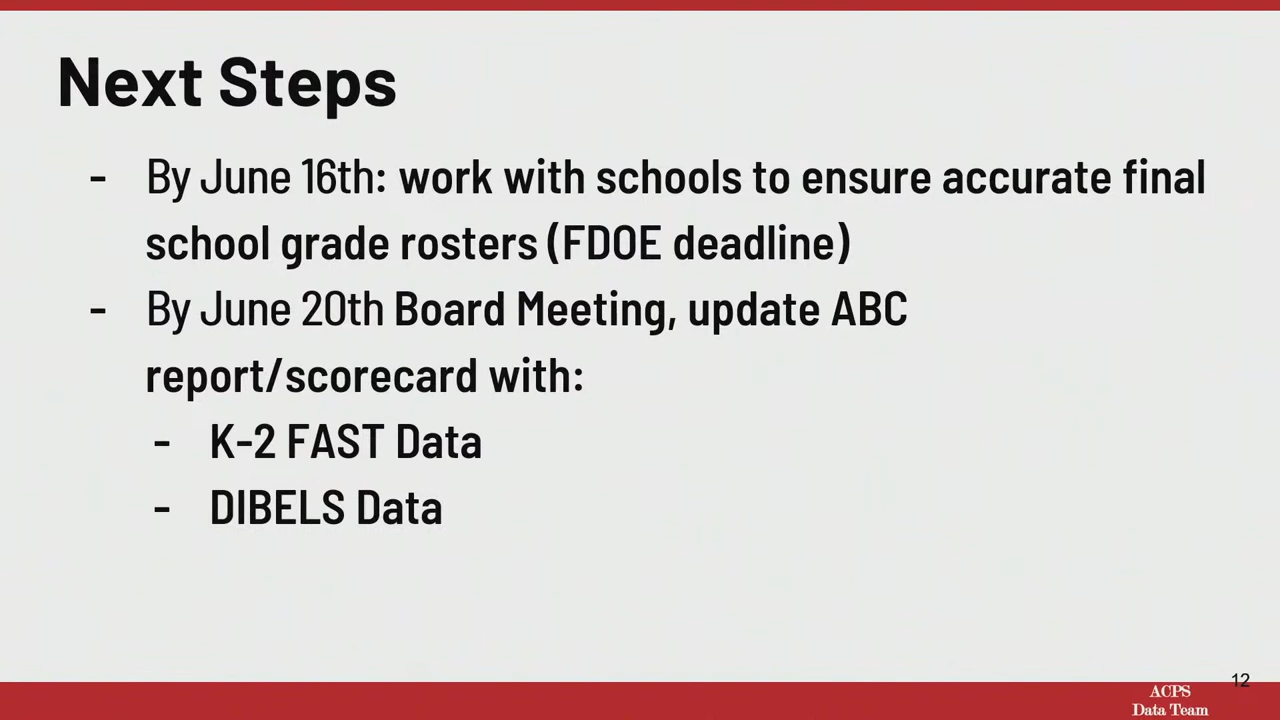 Next Steps
- By June 16th: work with schools to ensure accurate final
school grade rosters (FDOE deadline)
- By June 20th Board Meeting, update ABC
report/scorecard with:
- K-2 FAST Data
- DIBELS Data
12
ACPS
Data Team